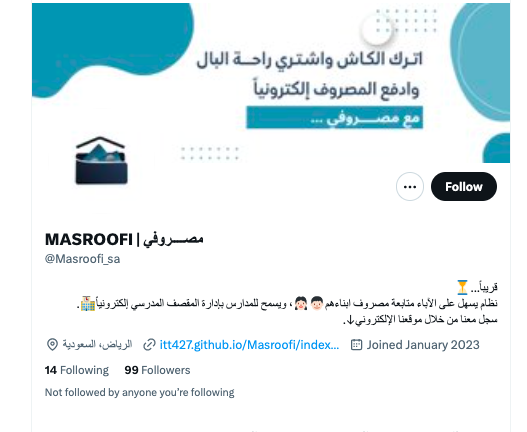 اترك الكاش واشتري راحــة البال
وادفع المصروف إلكترونياً
مع مصـــروفي ...
Follow
MASROOFI | مصـــروفي
@Masroofi_sa
قريباً...⏳
نظام يسهل على الآباء متابعة مصروف ابناءهم👦🏻👧🏻 ، ويسمح للمدارس بإدارة المقصف المدرسي إلكترونياً🏨.
سجل معنا من خلال موقعنا الإلكتروني↓.
الرياض، السعودية itt427.github.io/Masroofi/index... Joined January 2023
14 Following 99 Followers
Not followed by anyone you're following